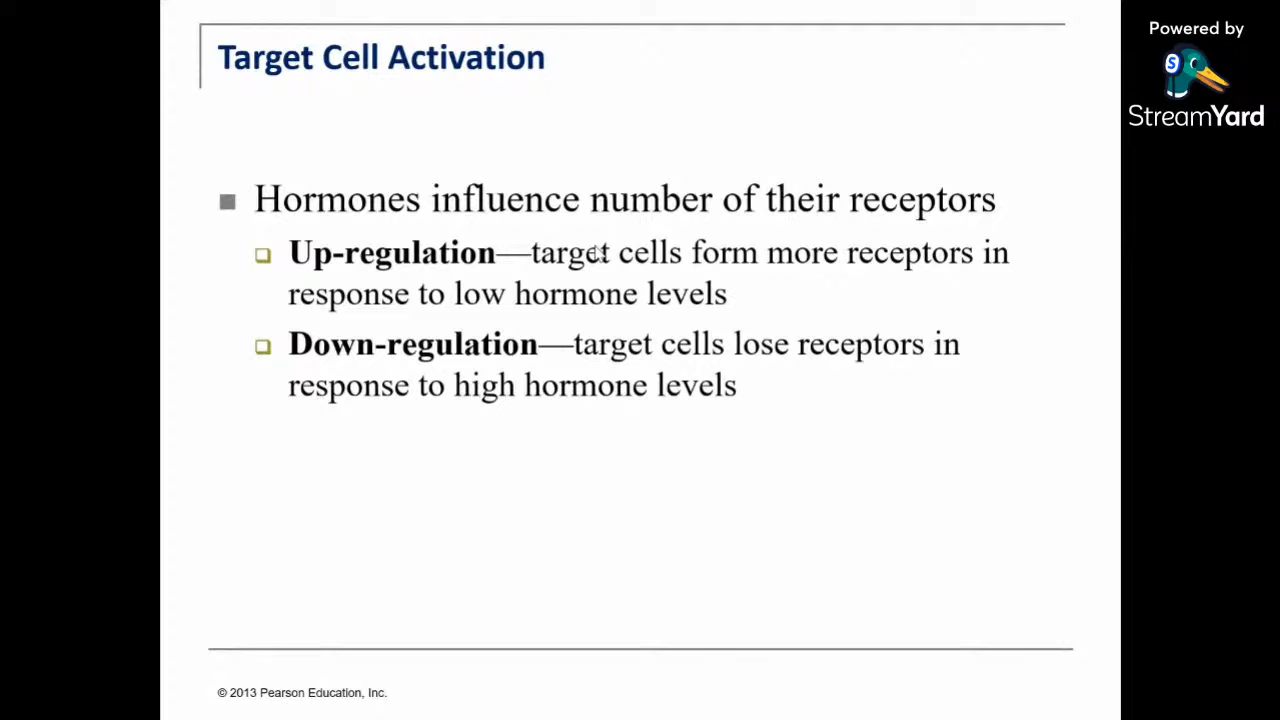 Target Cell Activation
Powered by
StreamYard
Hormones influence number of their receptors
Up-regulation—target cells form more receptors in
response to low hormone levels
Down-regulation—target cells lose receptors in
response to high hormone levels
© 2013 Pearson Education, Inc.